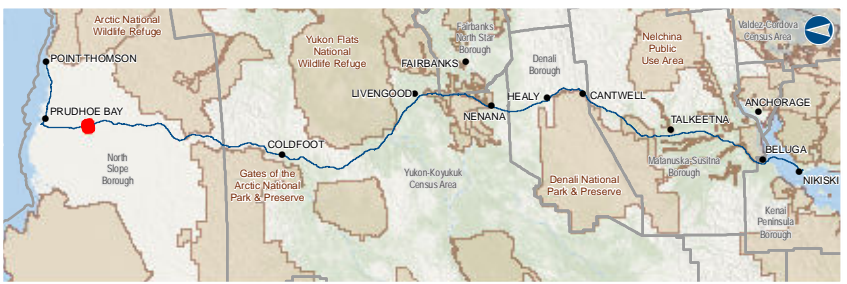 Arctic National
Wildlife Refuge
POINT THOMSON
PRUDHOE BAY
North
Slope
Borough
COLDFOOT
Gates of the
Arctic National
Park & Preserve
Yukon Flats
National
Wildlife Refuge
LIVENGOOD
FAIRBANKS
Fairbanks
North Star
Borough
NENANA
Yukon-Koyukuk
Census Area
Denali
Borough
HEALY
CANTWELL
Denali National
Park & Preserve
Nelchina
Public
Use Area
TALKEETNA
Matanuska-Susitna
Borough
Valdez-Cordova
Census Area
ANCHORAGE
BELUGA
NIKISKI
Kenai
Peninsula
Borough